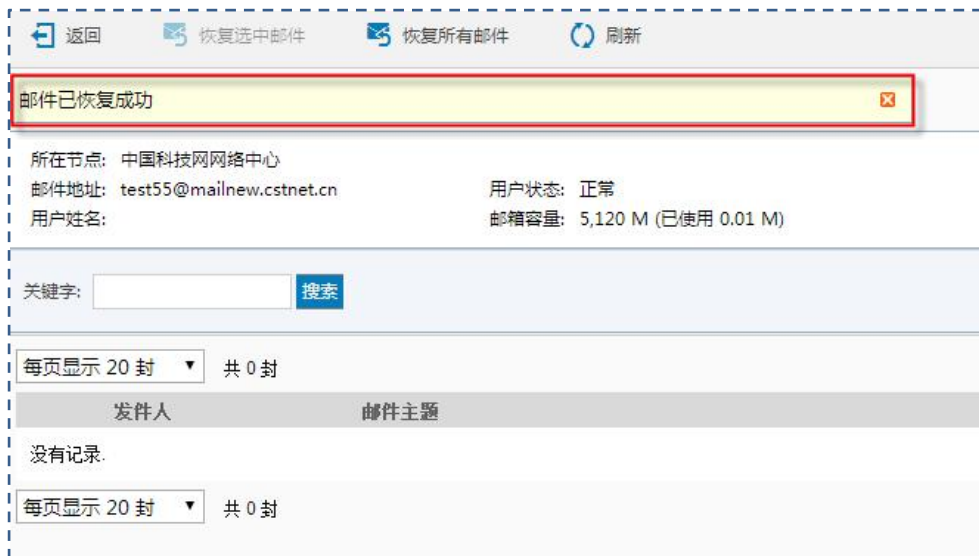 返回 恢复选中邮件 恢复所有邮件 刷新
邮件已恢复成功
所在节点: 中国科技网网络中心
邮件地址: test55@mailnew.cstnet.cn 用户状态: 正常
用户姓名: 邮箱容量: 5,120 M (已使用 0.01 M)
关键字: 搜索
每页显示 20 封 共 0 封
发件人 邮件主题
没有记录.
每页显示 20 封 共 0 封